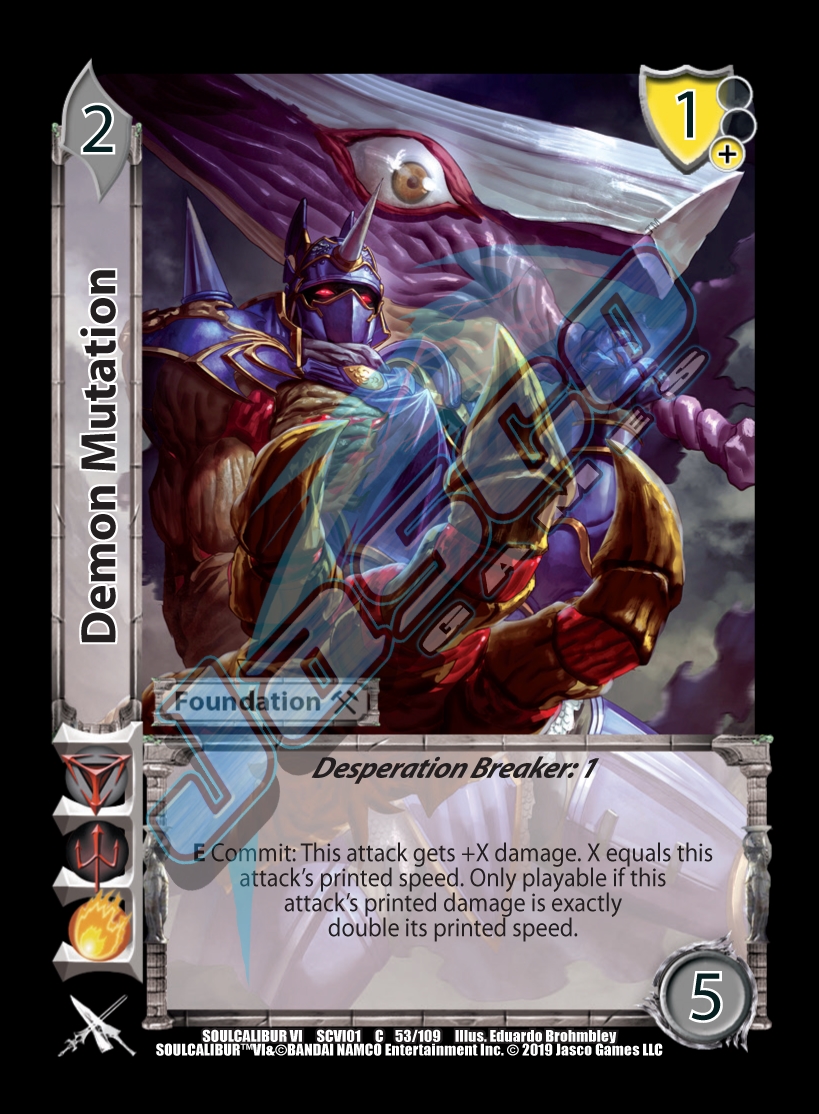 2
1
+
Demon Mutation
JASCO
GAMES
Foundation
Desperation Breaker: 1
E Commit: This attack gets +X damage. X equals this
attack's printed speed. Only playable if this
attack's printed damage is exactly
double its printed speed.
5
SOULCALIBUR VI SCVI01 C 53/109 Illus. Eduardo Brohmbley
SOULCALIBUR™VI&©BANDAI NAMCO Entertainment Inc. © 2019 Jasco Games LLC